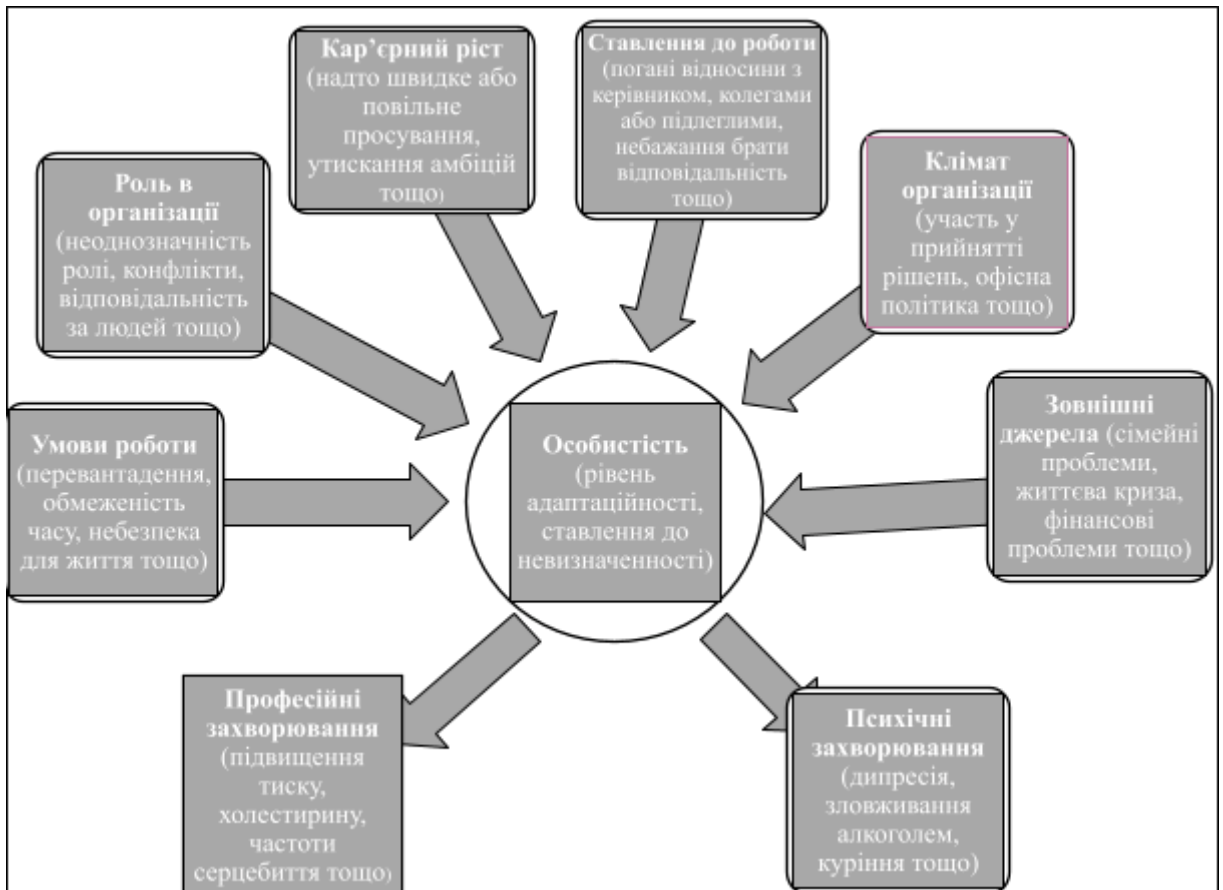 Кар’єрний ріст
(надто швидке або
повільне
просування,
утискання амбіцій
тощо)
Ставлення до роботи
(погані відносини з
керівником, колегами
або підлеглими,
небажання брати
відповідальність
тощо)
Роль в
організації
(неоднозначність
ролі, конфлікти,
відповідальність
за людей тощо)
Клімат
організації
(участь у
прийнятті
рішень, офісна
політика тощо)
Умови роботи
(перевантадення,
обмеженість
часу, небезпека
для життя тощо)
Особистість
(рівень
адаптаційності,
ставлення до
невизначенності)
Зовнішні
джерела (сімейні
проблеми,
життєва криза,
фінансові
проблеми тощо)
Професійні
захворювання
(підвищення
тиску,
холестирину,
частоти
серцебиття тощо)
Психічні
захворювання
(дипресія,
зловживання
алкоголем,
куріння тощо)